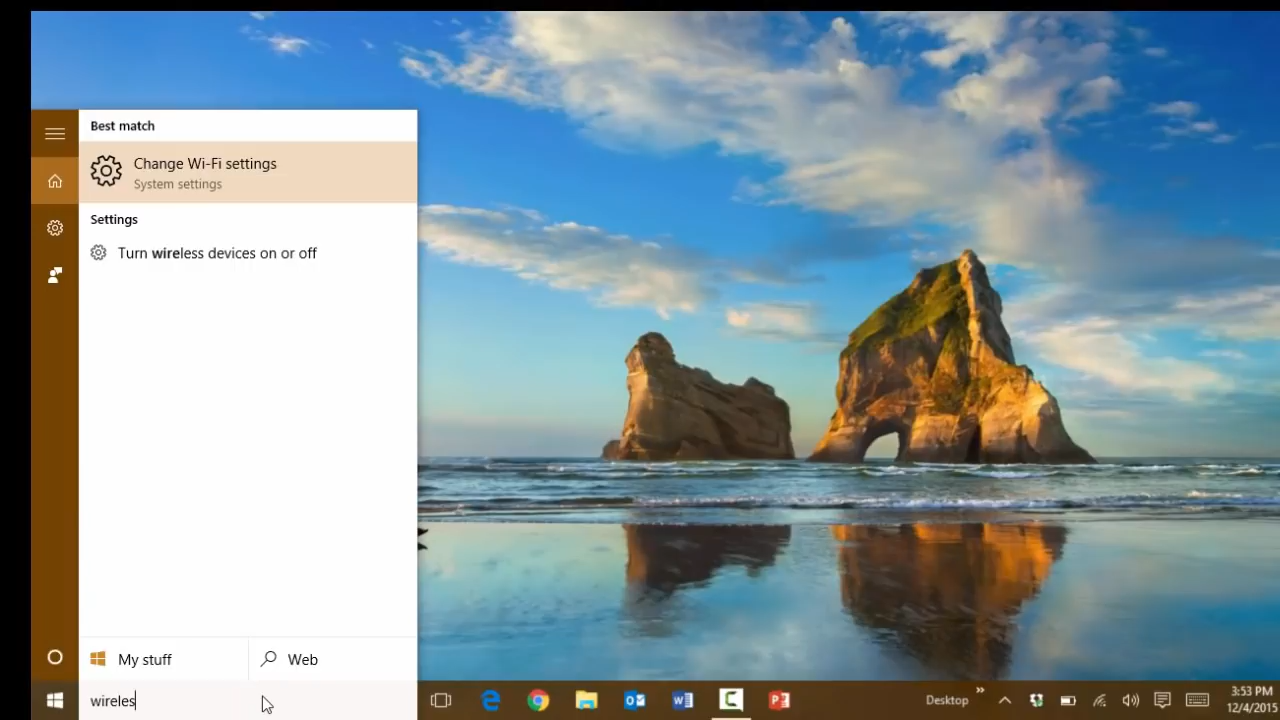 Best match
Change Wi-Fi settings
System settings
Settings
Turn wireless devices on or off
My stuff
Web
wireles
Desktop
3:53 PM
12/4/2015